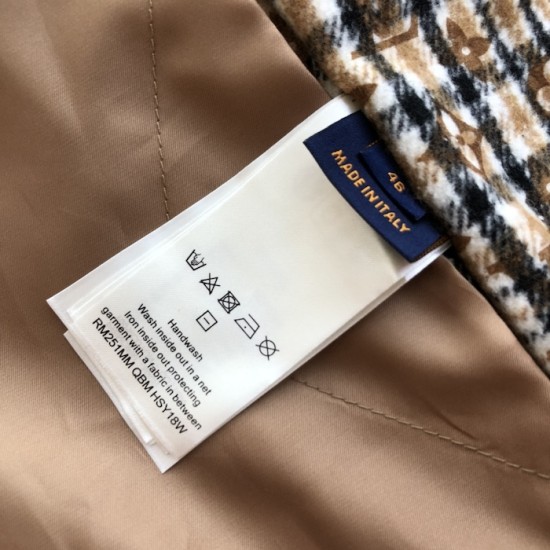 46
MADE IN ITALY
Handwash
Wash inside out in a net
Iron inside out protecting
garment with a fabric in between
RM251MM QBM HSY18W